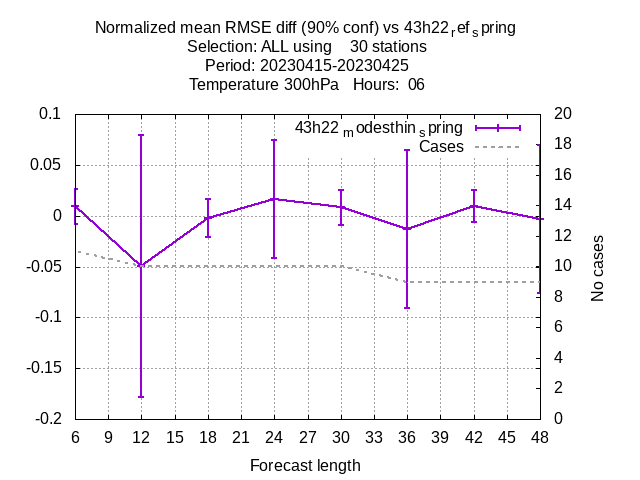 Normalized mean RMSE diff (90% conf) vs 43h22refspring
Selection: ALL using 30 stations
Period: 20230415-20230425
Temperature 300hPa Hours: 06
43h22modesthinspring
Cases
0.1
0.05
0
-0.05
-0.1
-0.15
-0.2
20
18
16
14
12
10
8
6
4
2
0
No cases
6 9 12 15 18 21 24 27 30 33 36 39 42 45 48
Forecast length